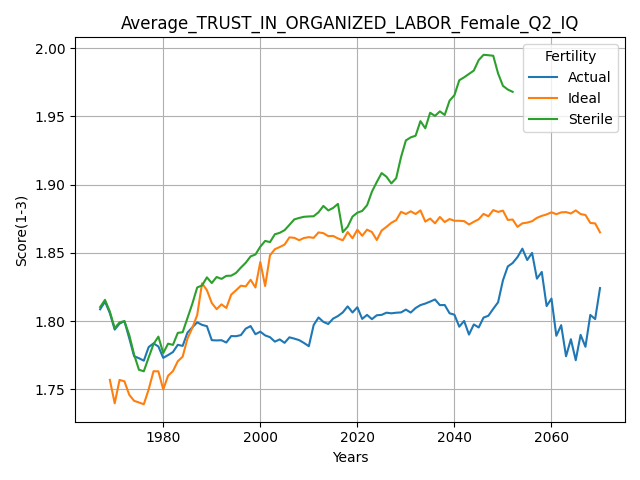 Average_TRUST_IN_ORGANIZED_LABOR_Female_Q2_IQ
Score(1-3)
2.00
1.95
1.90
1.85
1.80
1.75
Fertility
Actual
Ideal
Sterile
1980
2000
2020
2040
2060
Years